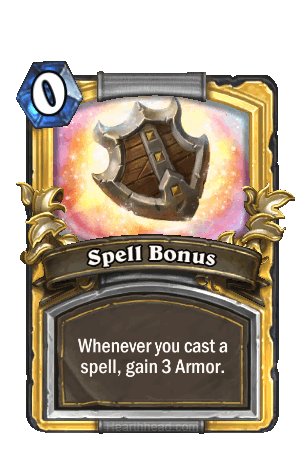 0
Spell Bonus
Whenever you cast a
spell, gain 3 Armor.
hearthhead.com